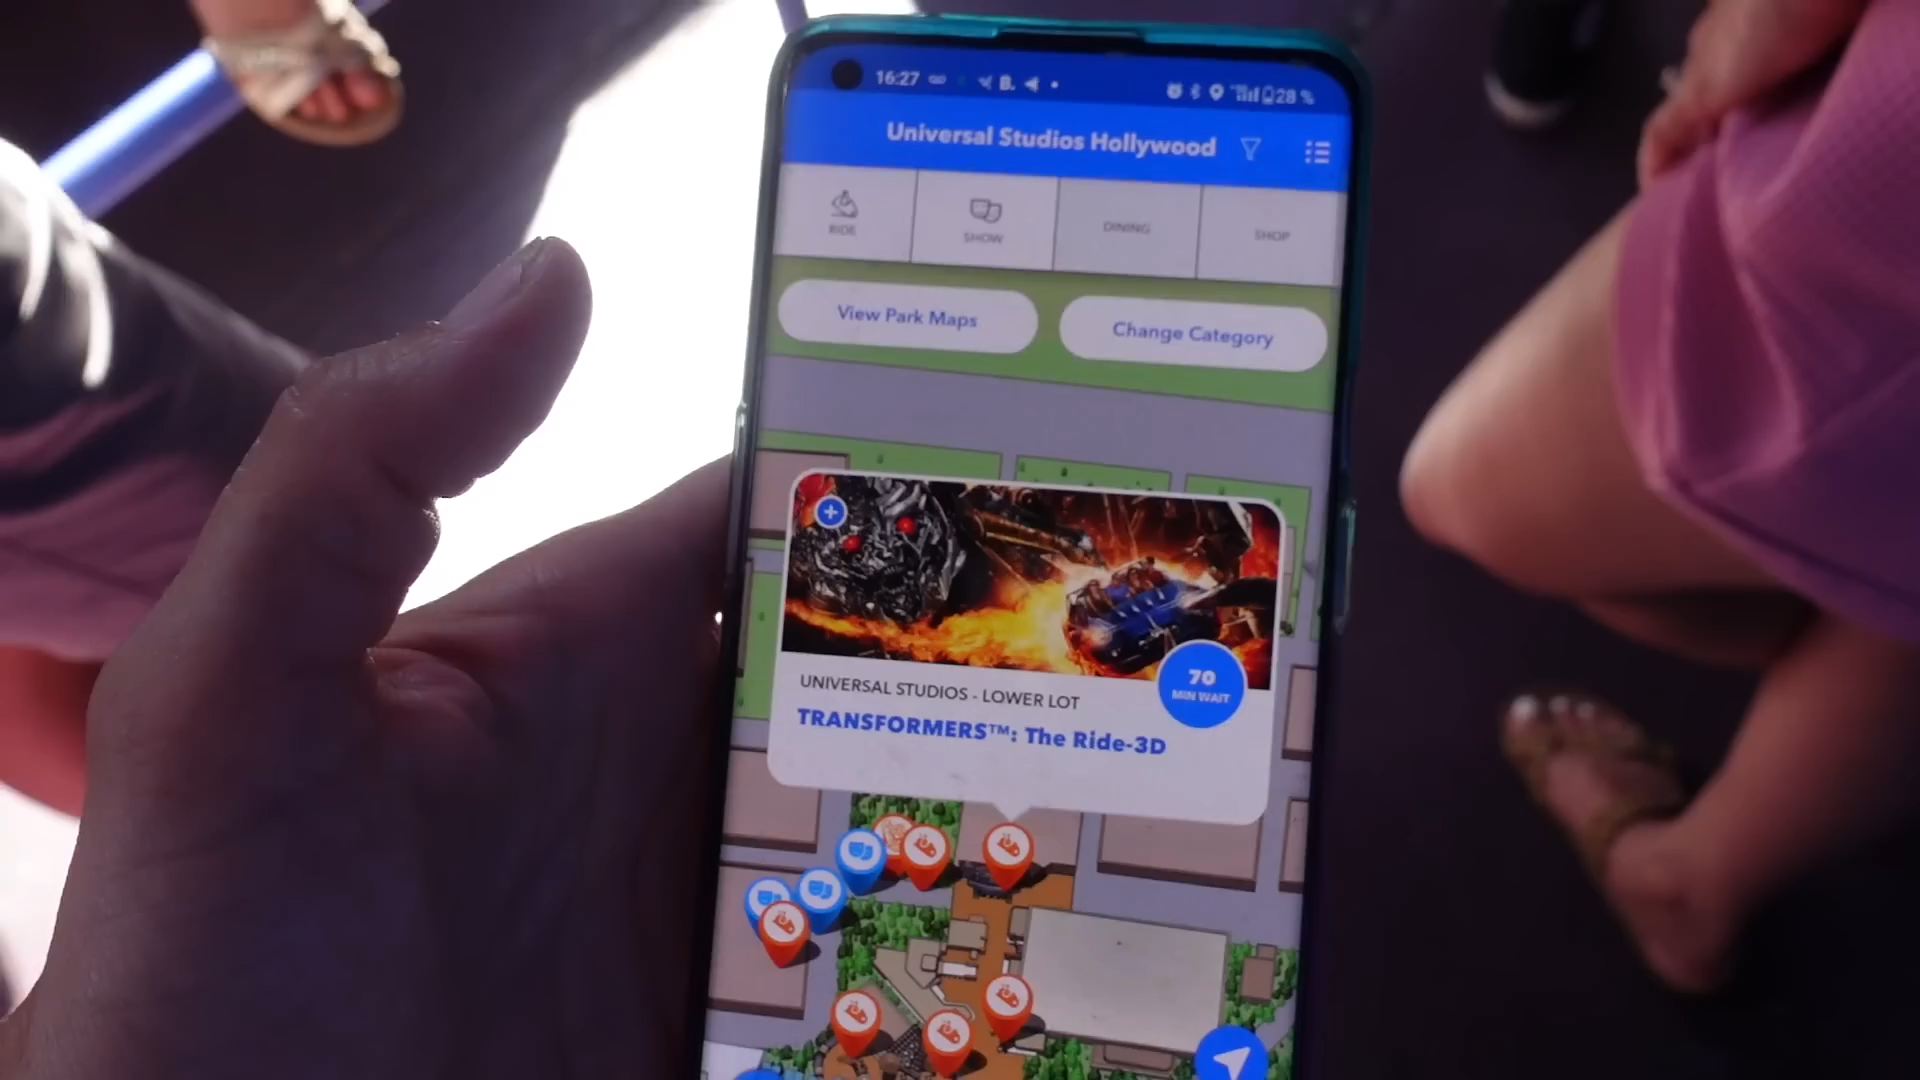 16:27
B.
28 %
Universal Studios Hollywood
RIDE
SHOW
DINING
SHOP
View Park Maps
Change Category
70
MIN WAIT
UNIVERSAL STUDIOS - LOWER LOT
TRANSFORMERS™: The Ride-3D